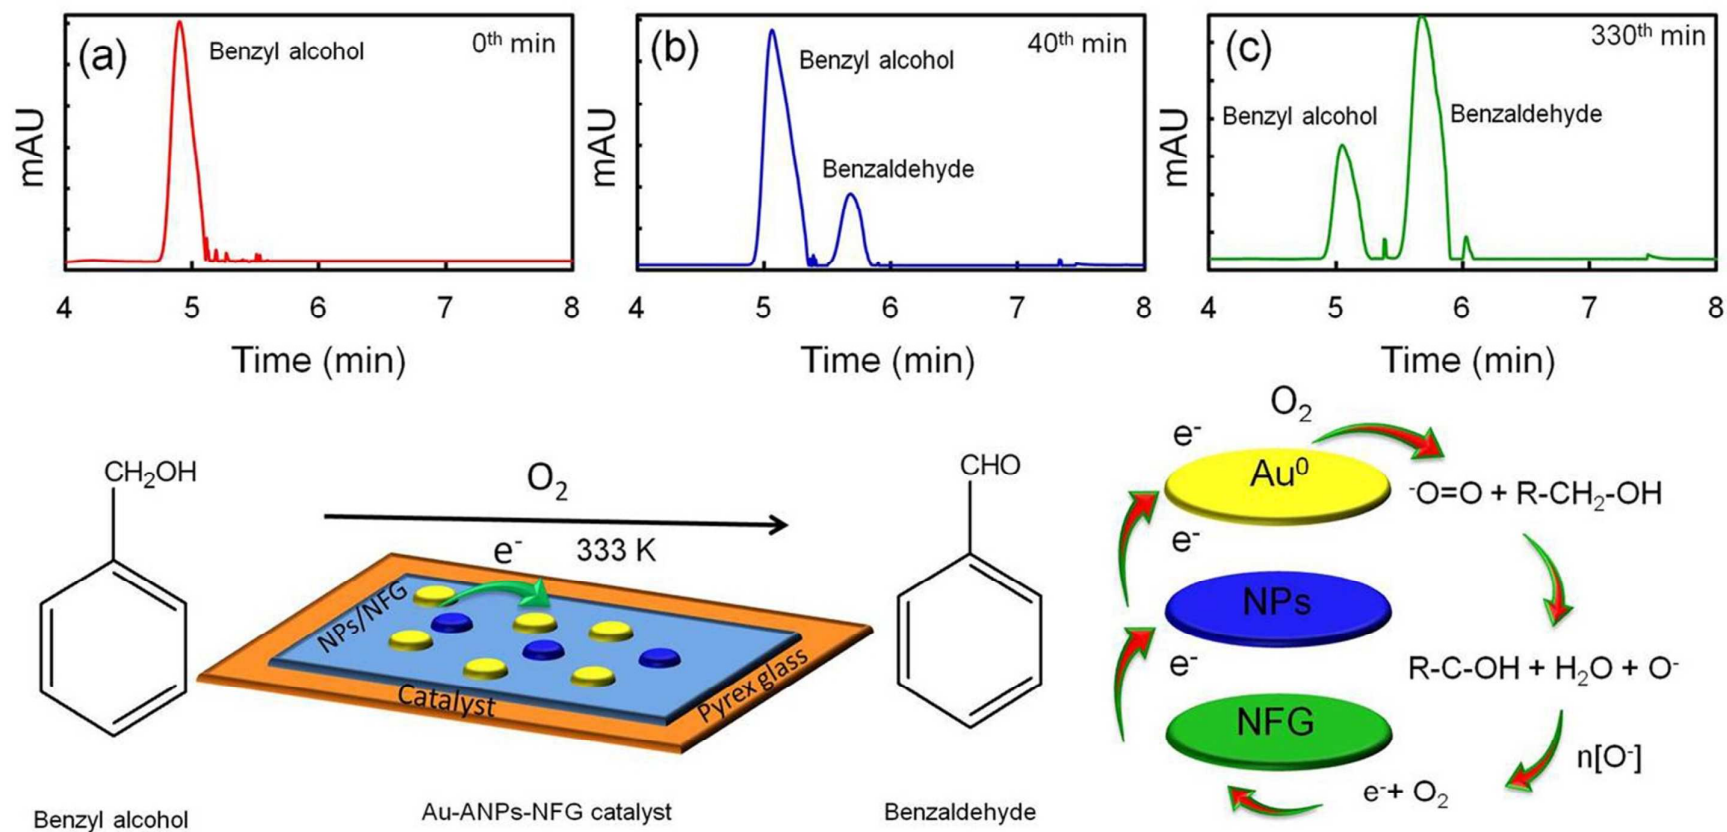 (a)
Benzyl alcohol
0th min
mAU
4 5 6 7 8
Time (min)
(b)
Benzyl alcohol
40th min
Benzaldehyde
mAU
4 5 6 7 8
Time (min)
(c)
330th min
Benzyl alcohol
Benzaldehyde
mAU
4 5 6 7 8
Time (min)
CH2OH
Benzyl alcohol
O2
e-
333 K
NPs/NFG
Catalyst
Pyrex glass
Au-ANPs-NFG catalyst
CHO
Benzaldehyde
O2
e-
Au0
-O=O + R-CH2-OH
e-
NPs
e-
R-C-OH + H2O + O-
NFG
n[O-]
e-+ O2